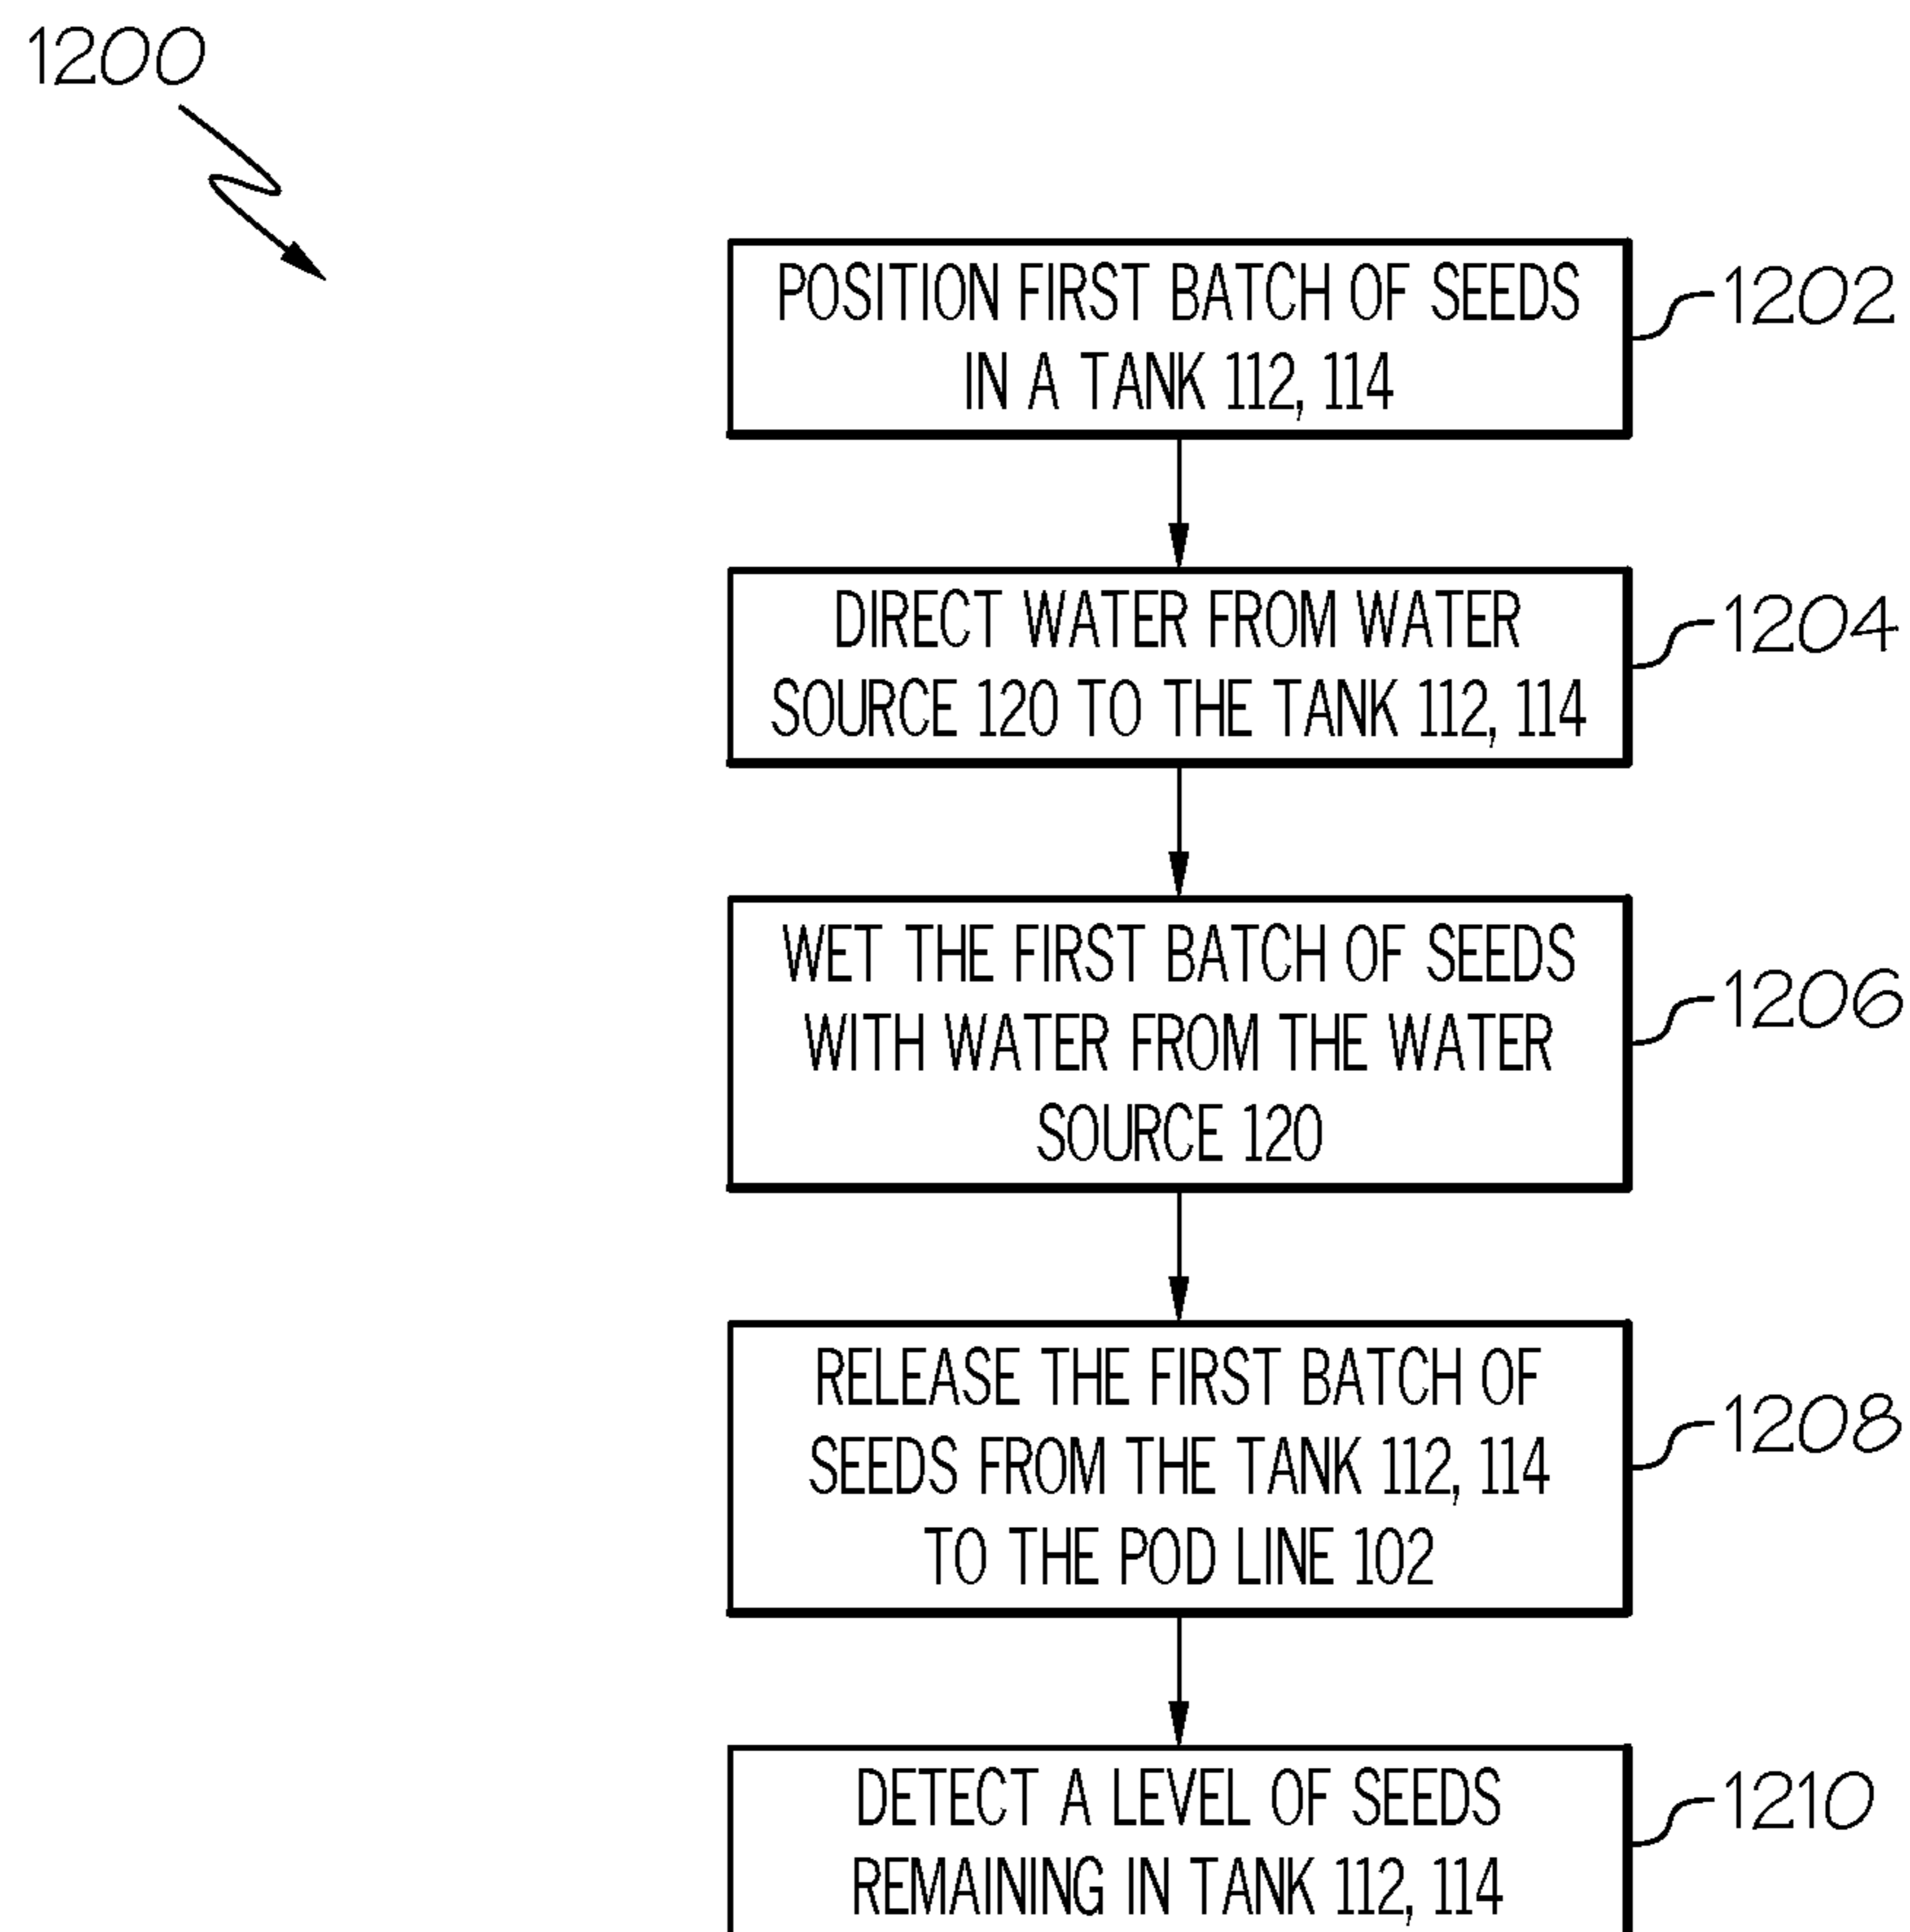 1200
POSITION FIRST BATCH OF SEEDS
IN A TANK 112, 114
1202
DIRECT WATER FROM WATER
SOURCE 120 TO THE TANK 112, 114
1204
WET THE FIRST BATCH OF SEEDS
WITH WATER FROM THE WATER
SOURCE 120
1206
RELEASE THE FIRST BATCH OF
SEEDS FROM THE TANK 112, 114
TO THE POD LINE 102
1208
DETECT A LEVEL OF SEEDS
REMAINING IN TANK 112, 114
1210